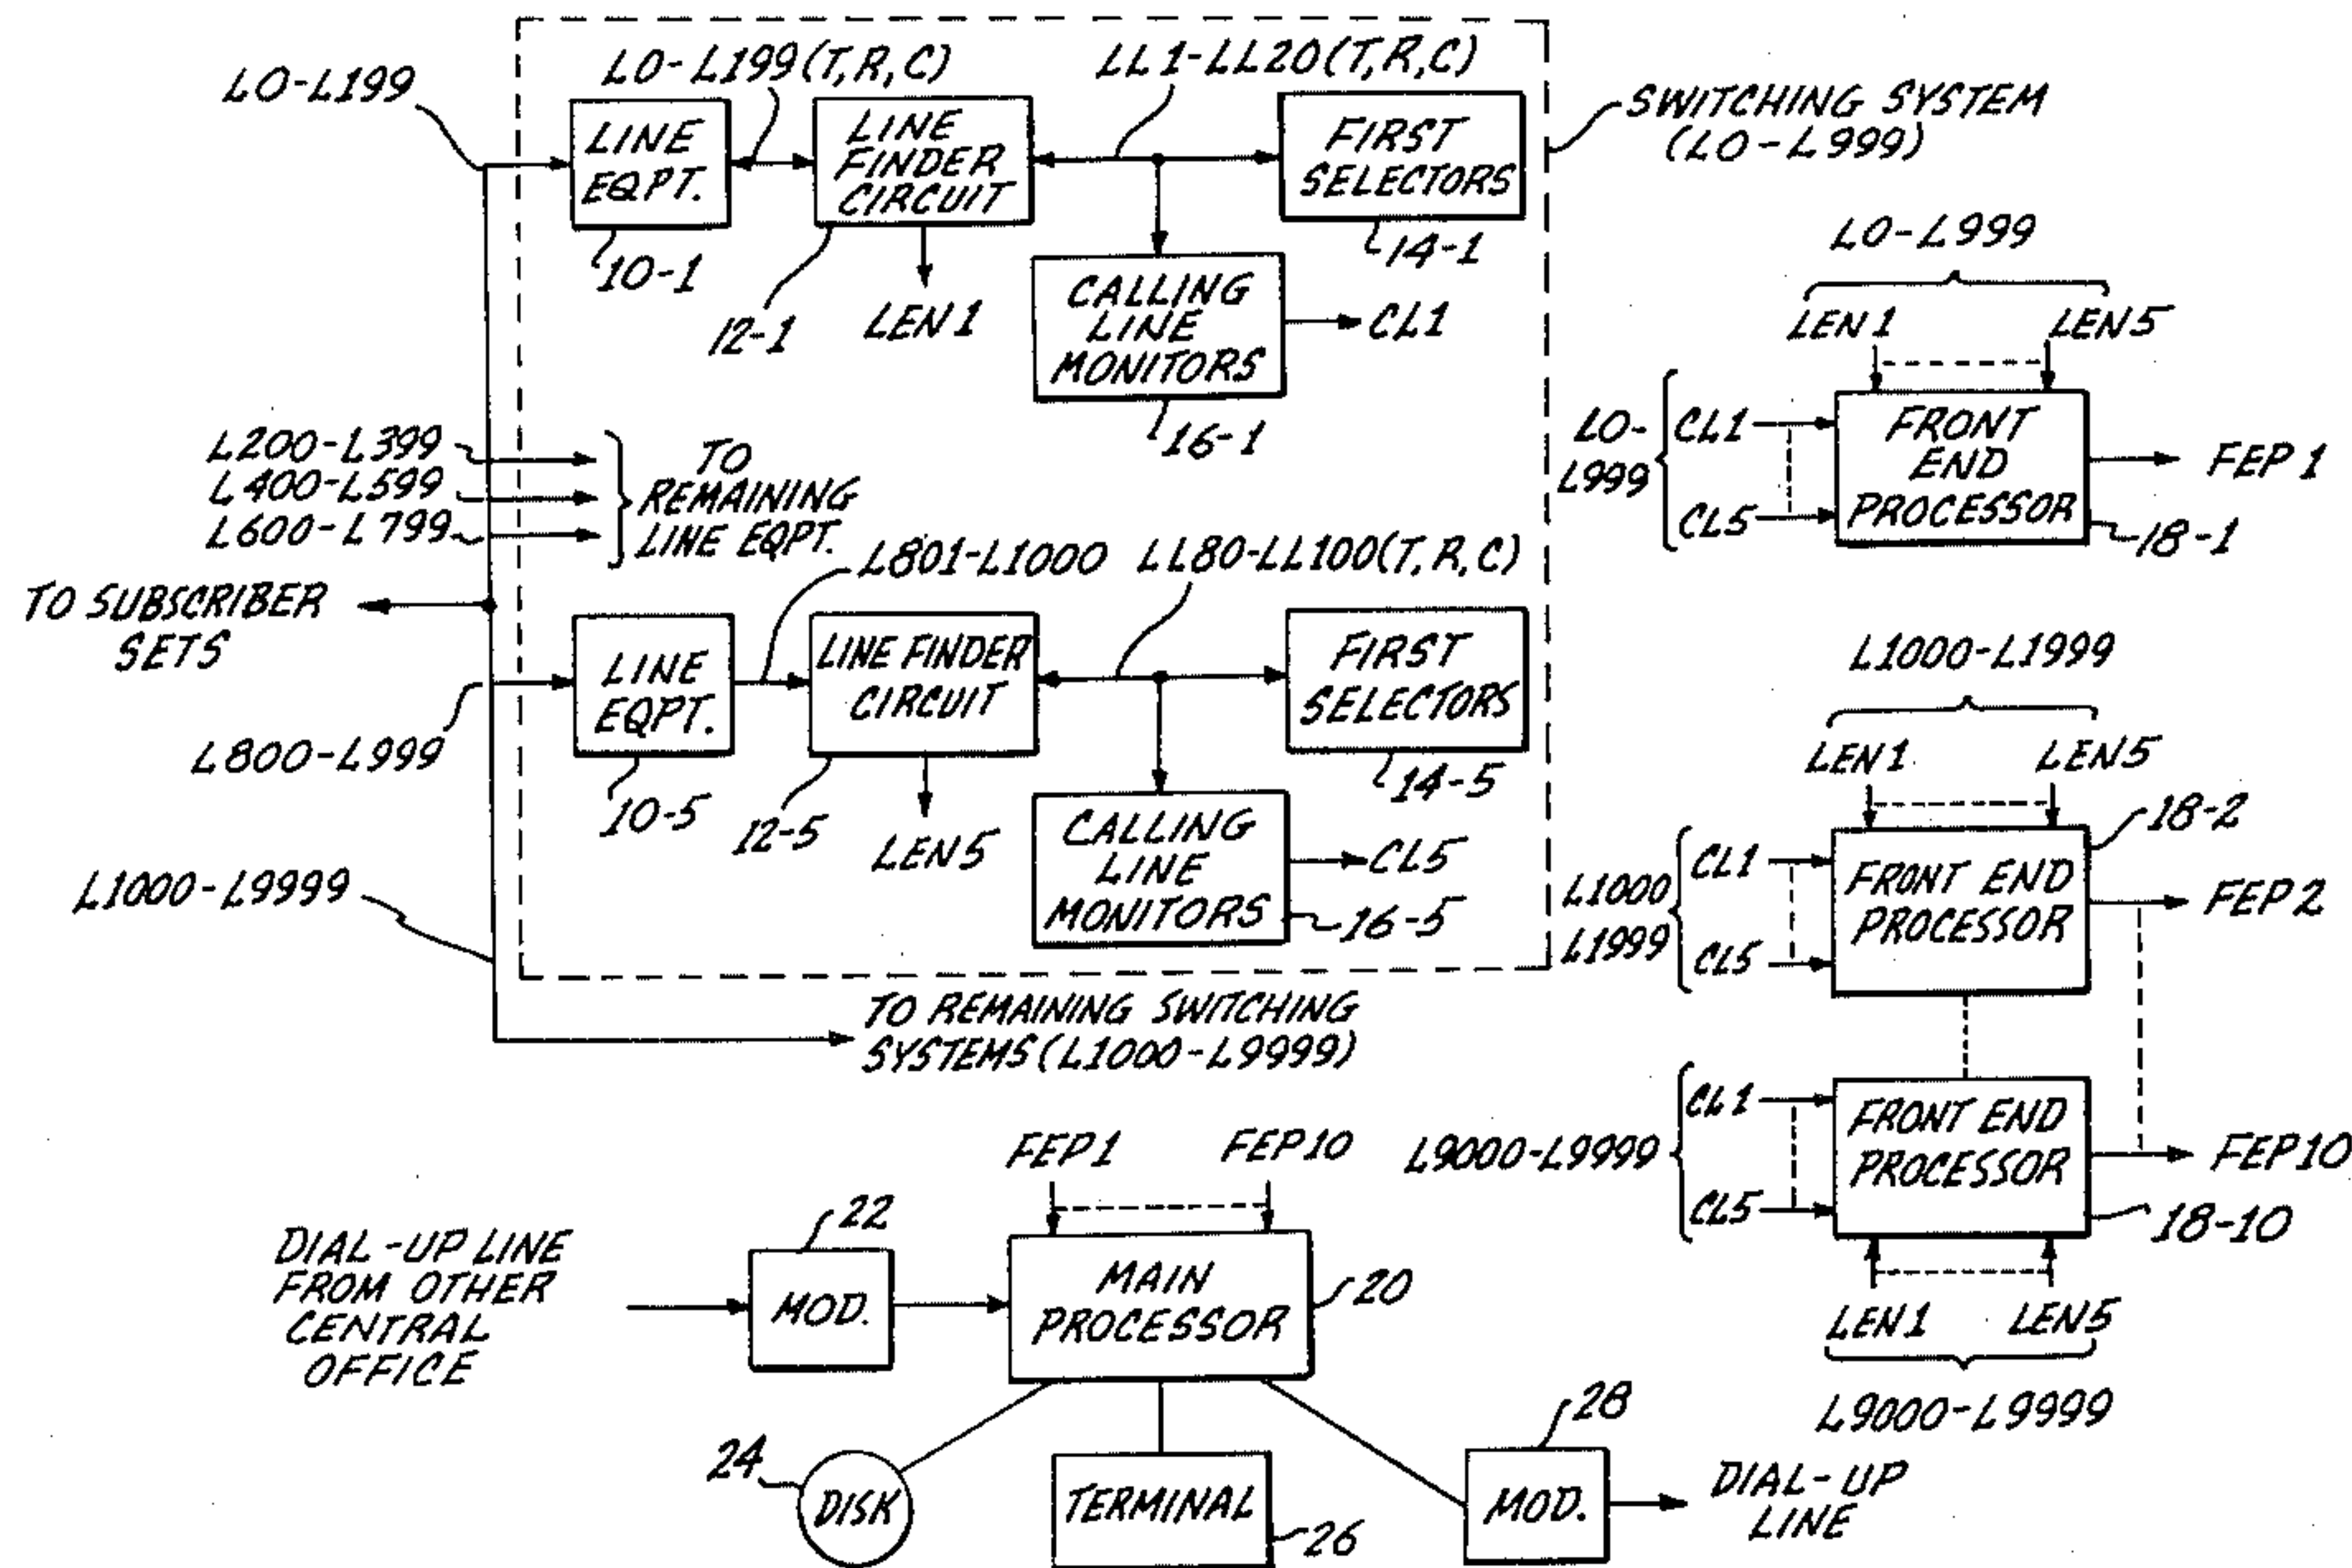 L0-L199
L0-L199(T,R,C)
LL1-LL20(T,R,C)
LINE
EQPT.
10-1
LINE
FINDER
CIRCUIT
12-1
LEN1
FIRST
SELECTORS
14-1
SWITCHING SYSTEM
(L0-L999)
CALLING
LINE
MONITORS
CL1
16-1
L200-L399
L400-L599
L600-L799
TO
REMAINING
LINE EQPT.
TO SUBSCRIBER
SETS
L801-L1000
LL80-LL100(T,R,C)
L800-L999
LINE
EQPT.
10-5
LINE FINDER
CIRCUIT
12-5
LEN5
FIRST
SELECTORS
14-5
CALLING
LINE
MONITORS
CL5
16-5
L1000-L9999
TO REMAINING SWITCHING
SYSTEMS (L1000-L9999)
L0-L999
LEN1
LEN5
L0-
L999
CL1
CL5
FRONT
END
PROCESSOR
FEP1
18-1
L1000-L1999
LEN1
LEN5
18-2
L1000
L1999
CL1
CL5
FRONT END
PROCESSOR
FEP2
L9000-L9999
CL1
CL5
FRONT END
PROCESSOR
FEP10
18-10
LEN1
LEN5
L9000-L9999
DIAL-UP LINE
FROM OTHER
CENTRAL
OFFICE
22
MOD.
FEP1
FEP10
MAIN
PROCESSOR
20
24
DISK
TERMINAL
26
28
MOD.
DIAL-UP
LINE